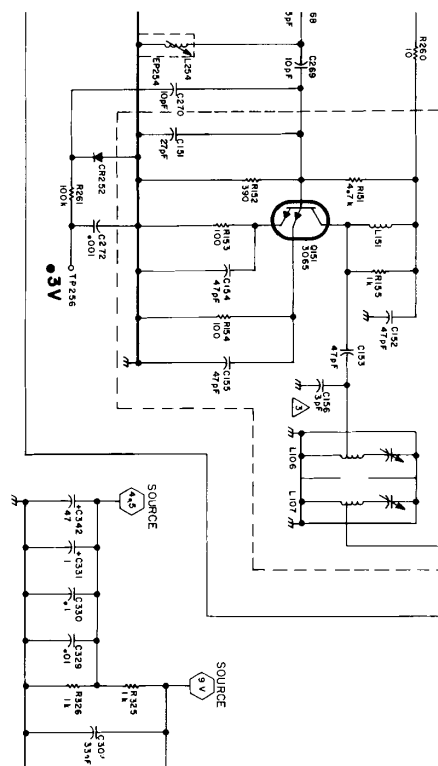 R260
10
68
5pF
L254
EP254
C269
10pF
C270
10pF
C151
27pF
CR252
R261
100k
R152
390
R151
4.7k
C272
.001
R153
100
Q151
3065
L151
TP256
3V
C154
47pF
R155
1k
R154
100
C152
47pF
C153
47pF
C155
47pF
C156
3pF
3
L106
L107
SOURCE
4.5
+C342
47
+C331
1
C330
.1
C329
.01
SOURCE
9V
R325
1k
R326
1k
33nF